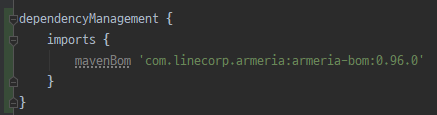 dependencyManagement {
    imports {
        mavenBom 'com.linecorp.armeria:armeria-bom:0.96.0'
    }
}